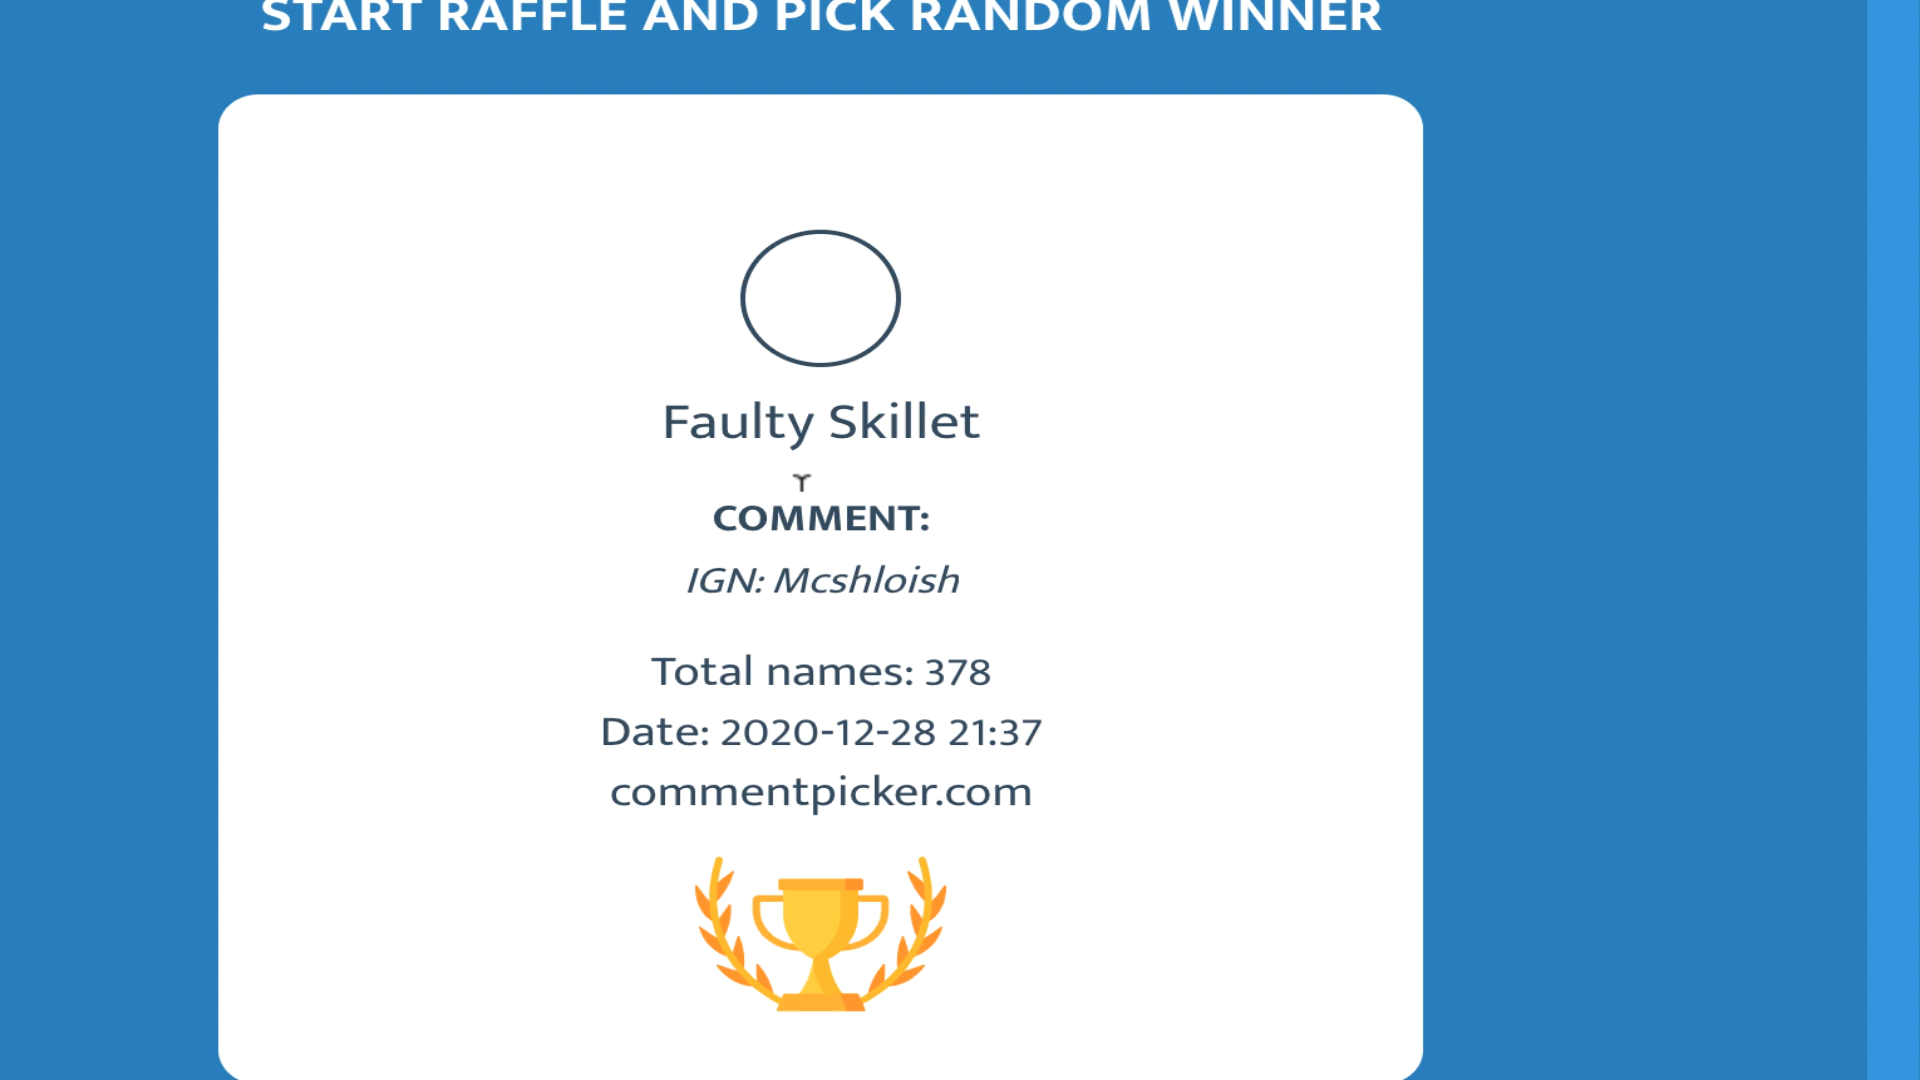 START RAFFLE AND PICK RANDOM WINNER
Faulty Skillet
COMMENT:
IGN: Mcshloish
Total names: 378
Date: 2020-12-28 21:37
commentpicker.com